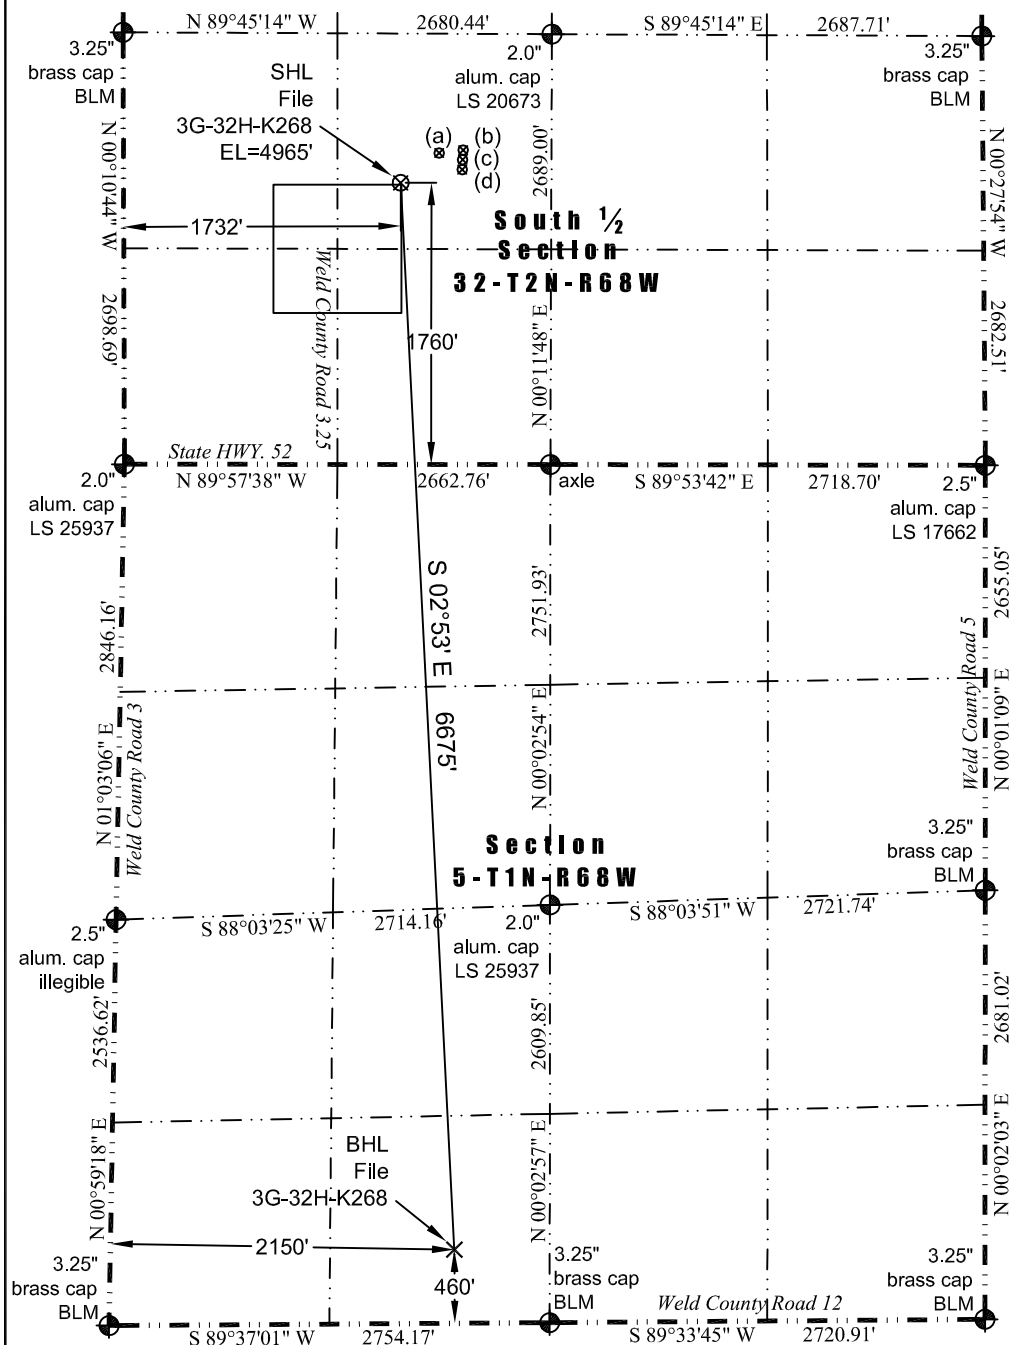 N 89°45'14" W
2680.44'
S 89°45'14" E
2687.71'
3.25"
brass cap
BLM
2.0"
alum. cap
LS 20673
3.25"
brass cap
BLM
SHL
File
3G-32H-K268
EL=4965'
(a)
(b)
(c)
(d)
N 00°10'44" W
2698.69'
2689.00'
N 00°11'48" E
N 00°27'54" W
2682.51'
1732'
1760'
South ½
Section
32-T2N-R68W
Weld County Road 3.25
State HWY. 52
N 89°57'38" W
2662.76'
axle
S 89°53'42" E
2718.70'
2.0"
alum. cap
LS 25937
2.5"
alum. cap
LS 17662
S 02°53' E 6675'
2846.16'
N 01°03'06" E
Weld County Road 3
2751.93'
N 00°02'54" E
2655.05'
N 00°01'09" E
Weld County Road 5
Section
5-T1N-R68W
3.25"
brass cap
BLM
S 88°03'25" W
2714.16'
S 88°03'51" W
2721.74'
2.5"
alum. cap
illegible
2.0"
alum. cap
LS 25937
2536.62'
N 00°59'18" E
2609.85'
N 00°02'57" E
2681.02'
N 00°02'03" E
BHL
File
3G-32H-K268
2150'
460'
3.25"
brass cap
BLM
3.25"
brass cap
BLM
3.25"
brass cap
BLM
Weld County Road 12
S 89°37'01" W
2754.17'
S 89°33'45" W
2720.91'